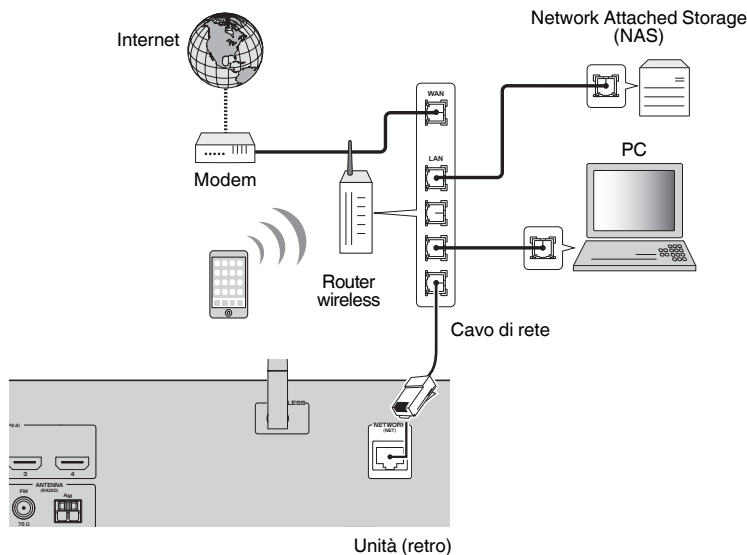 Network Attached Storage
(NAS)
Internet
WAN
PC
LAN
Modem
Router
wireless
Cavo di rete
NETWORK
(NET)
3
4
ANTENNA
(RADIO)
FM
AM
75 Ω
Unità (retro)